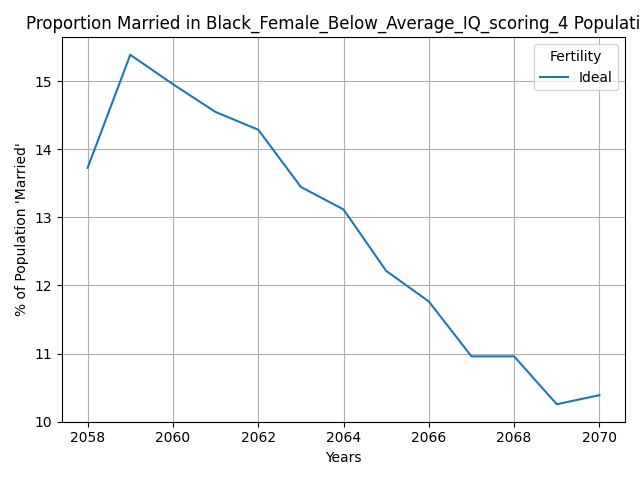 Proportion Married in Black_Female_Below_Average_IQ_scoring_4 Populati
Fertility
Ideal
% of Population 'Married'
15
14
13
12
11
10
2058 2060 2062 2064 2066 2068 2070
Years